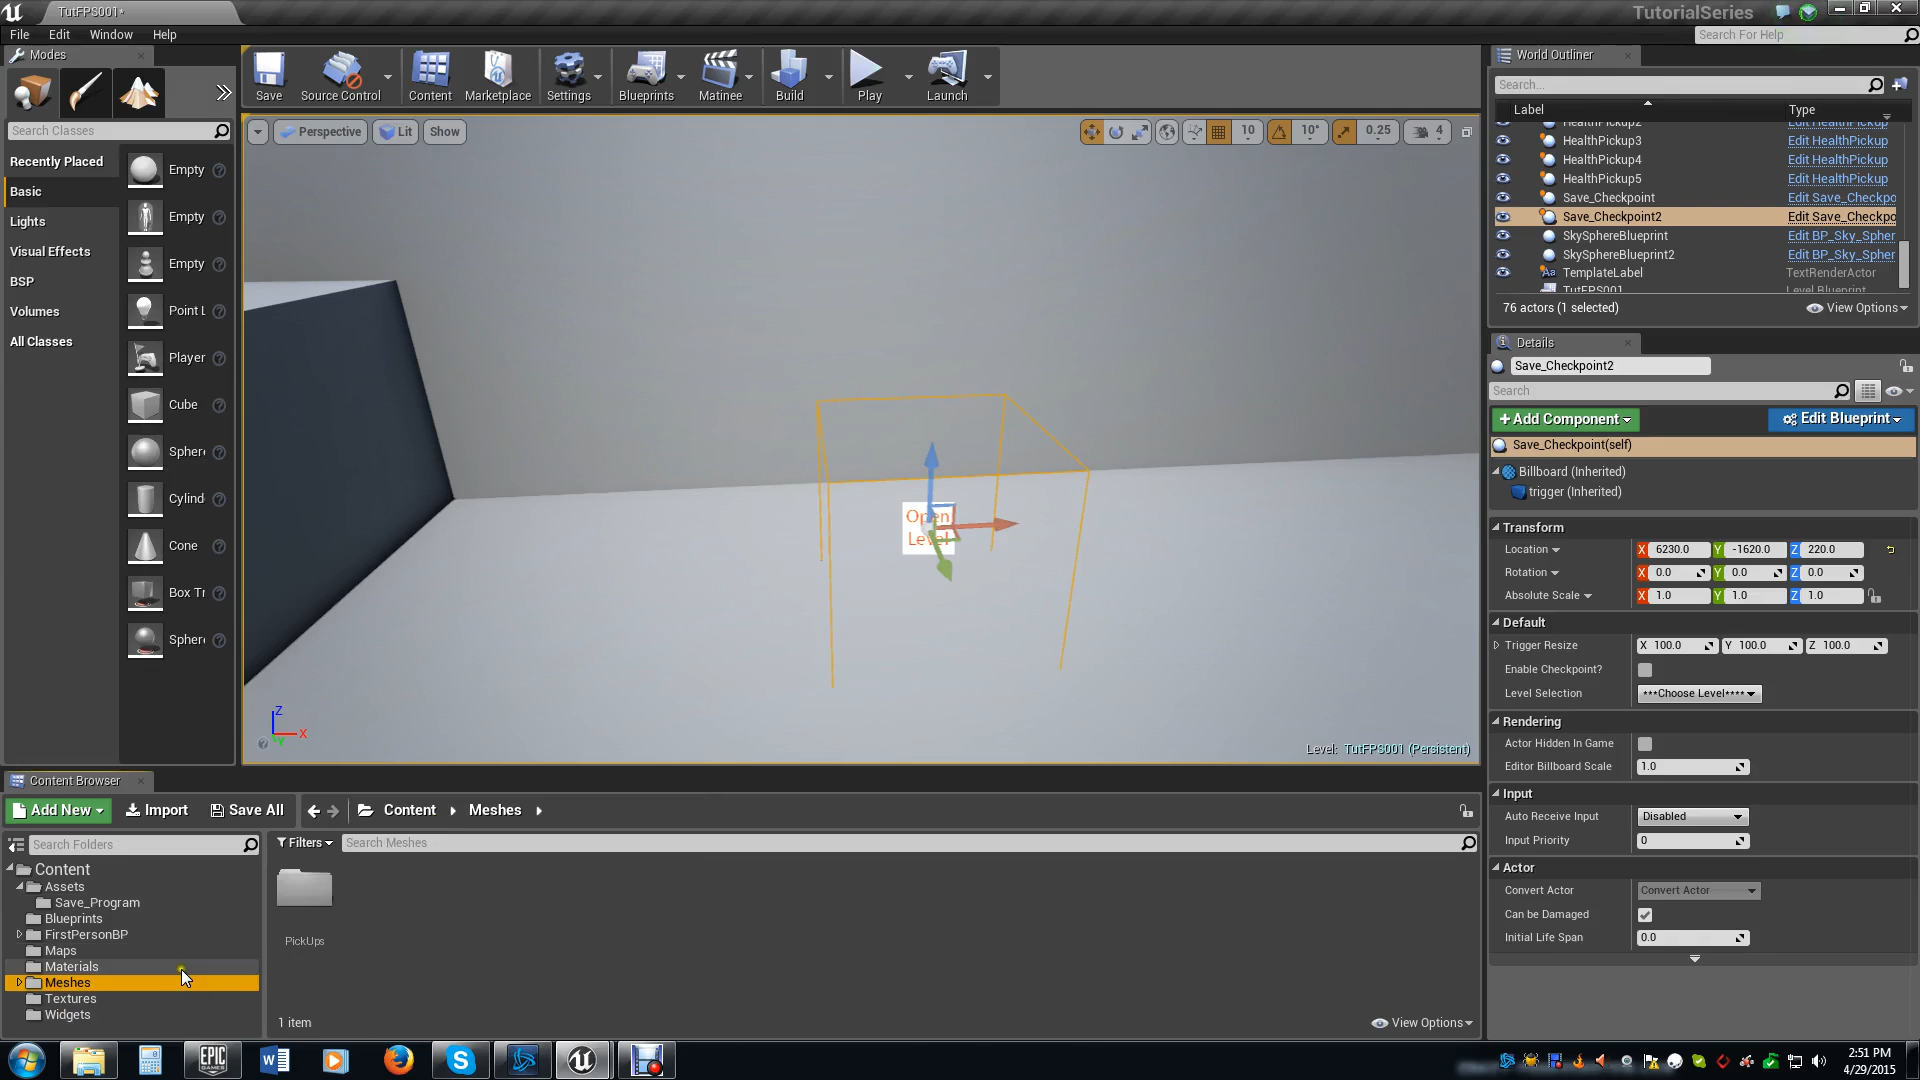 TutFPS001*
TutorialSeries
File Edit Window Help
Search For Help
Modes
Search Classes
Recently Placed
Basic
Lights
Visual Effects
BSP
Volumes
All Classes
Empty
Empty
Empty
Point L
Player
Cube
Spher
Cylind
Cone
Box Tr
Spher
Save
Source Control
Content
Marketplace
Settings
Blueprints
Matinee
Build
Play
Launch
Perspective
Lit
Show
10
10°
0.25
4
Open
Level
Z
X
Y
Level: TutFPS001 (Persistent)
World Outliner
Search...
Label Type
HealthPickup2 Edit HealthPickup
HealthPickup3 Edit HealthPickup
HealthPickup4 Edit HealthPickup
HealthPickup5 Edit HealthPickup
Save_Checkpoint Edit Save_Checkpo
Save_Checkpoint2 Edit Save_Checkpo
SkySphereBlueprint Edit BP_Sky_Spher
SkySphereBlueprint2 Edit BP_Sky_Spher
TemplateLabel TextRenderActor
TutFPS001 Level Blueprint
76 actors (1 selected)
View Options
Details
Save_Checkpoint2
Search
+Add Component
Edit Blueprint
Save_Checkpoint(self)
Billboard (Inherited)
trigger (Inherited)
Transform
Location X 6230.0 Y -1620.0 Z 220.0
Rotation X 0.0 Y 0.0 Z 0.0
Absolute Scale X 1.0 Y 1.0 Z 1.0
Default
Trigger Resize X 100.0 Y 100.0 Z 100.0
Enable Checkpoint?
Level Selection ***Choose Level****
Rendering
Actor Hidden In Game
Editor Billboard Scale 1.0
Input
Auto Receive Input Disabled
Input Priority 0
Actor
Convert Actor Convert Actor
Can be Damaged
Initial Life Span 0.0
Content Browser
Add New Import Save All Content Meshes
Search Folders
Filters
Search Meshes
Content
Assets
Save_Program
Blueprints
FirstPersonBP
Maps
Materials
Meshes
Textures
Widgets
PickUps
1 item
View Options
EPIC
GAMES
2:51 PM
4/29/2015